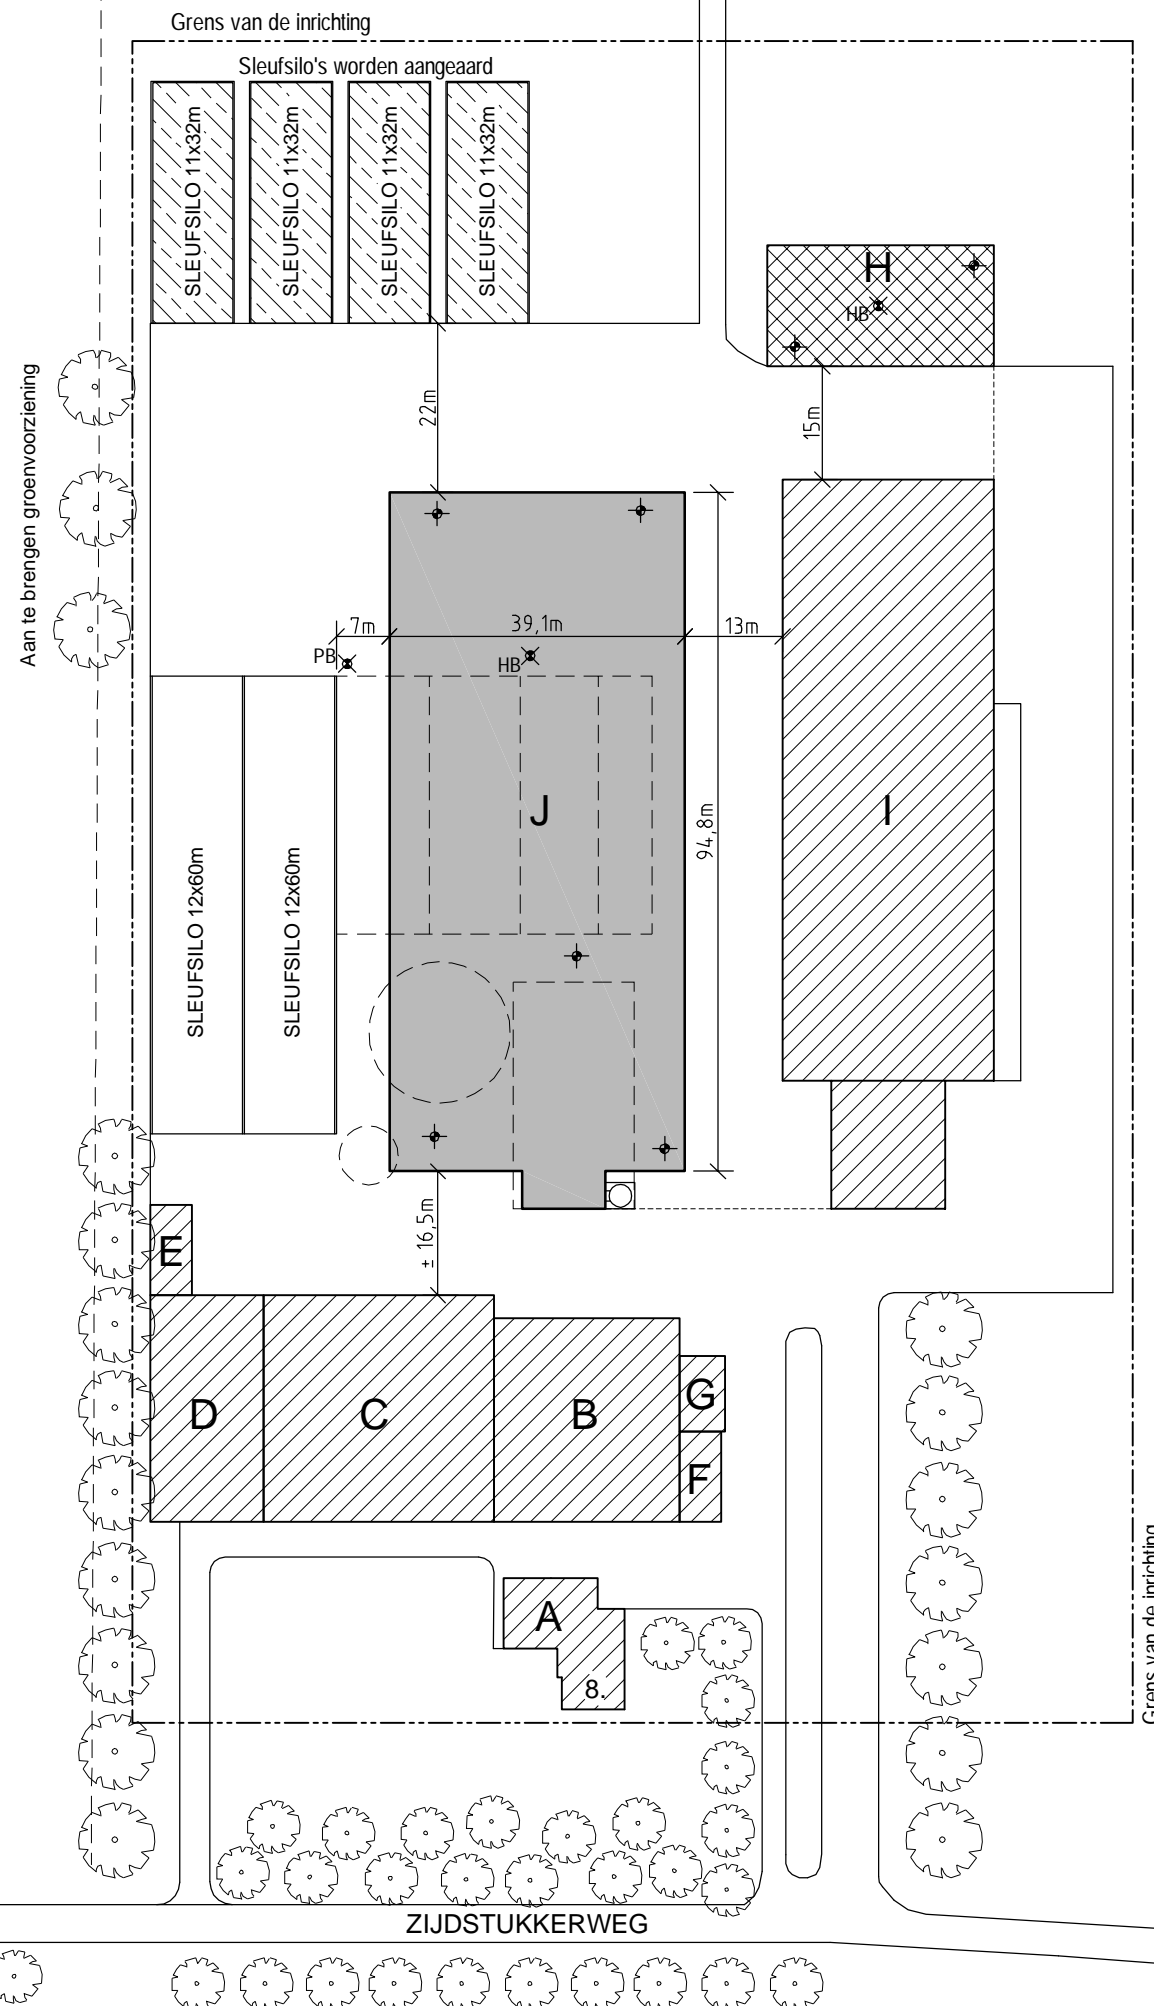 Grens van de inrichting
Sleufsilo's worden aangeaard
SLEUFSILO 11x32m
SLEUFSILO 11x32m
SLEUFSILO 11x32m
SLEUFSILO 11x32m
H
HB
Aan te brengen groenvoorziening
22m
15m
7m
39,1m
13m
PB
HB
J
I
94,8m
SLEUFSILO 12x60m
SLEUFSILO 12x60m
± 16,5m
E
D
C
B
G
F
A
8.
Grens van de inrichting
ZIJDSTUKKERWEG